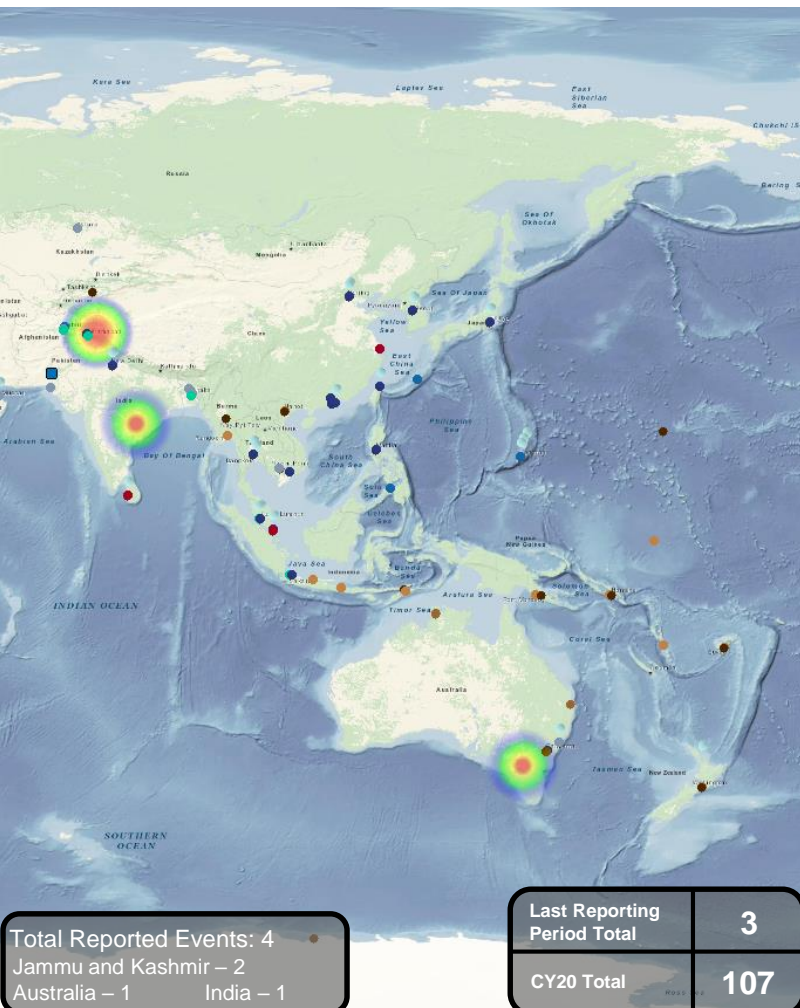 Kara Sea
Laptev Sea
East
Siberian
Sea
Bering S
Russia
Sea Of
Okhotsk
Kazakhstan
Mongolia
Sea Of Japan
Yellow
Sea
China
Afghanistan
Pakistan
East
China
Sea
India
Burma
Laos
Philippine
Sea
Arabian Sea
Bay Of Bengal
South
China Sea
Sulu
Sea
Celebes
Sea
Papua
New Guinea
Java Sea
Indonesia
Banda
Sea
Solomon
Sea
Arafura Sea
INDIAN OCEAN
Timor Sea
Coral Sea
Australia
Tasman Sea
New Zealand
SOUTHERN
OCEAN
Total Reported Events: 4
Jammu and Kashmir – 2
Australia – 1 India – 1
Last Reporting
Period Total
3
CY20 Total
107
Ross Sea